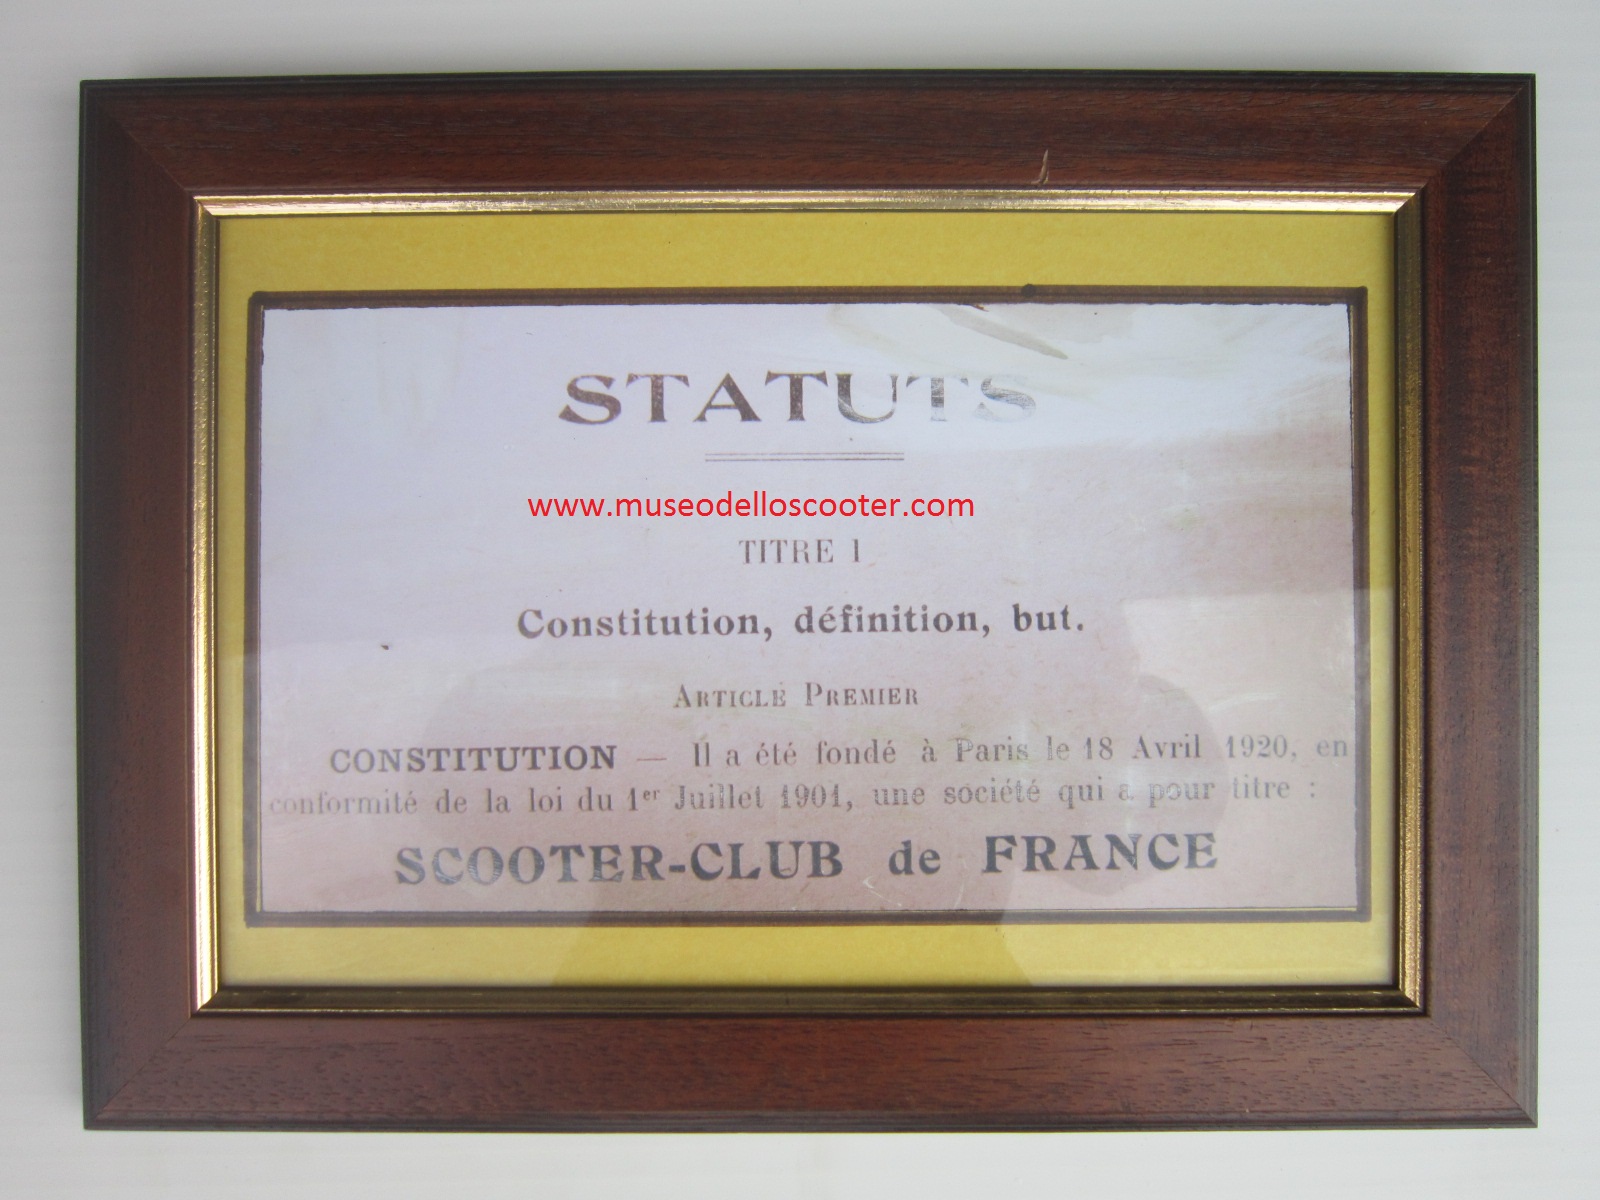 STATUTS
www.museodelloscooter.com
TITRE 1
Constitution, définition, but.
ARTICLE PREMIER
CONSTITUTION — Il a été fondé à Paris le 18 Avril 1920, en
conformité de la loi du 1er Juillet 1901, une société qui a pour titre :
SCOOTER-CLUB de FRANCE